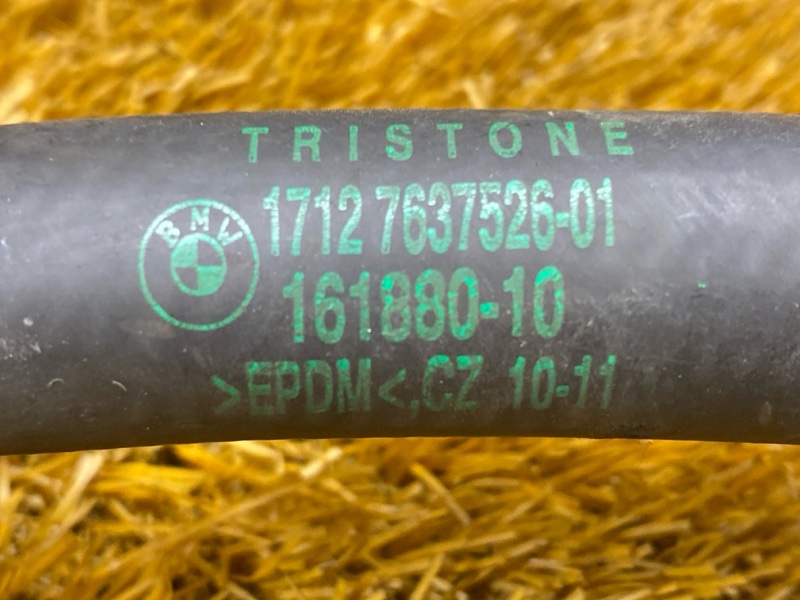 TRISTONE
BMW
1712 7637526-01
161880-10
>EPDM<,CZ 10-11